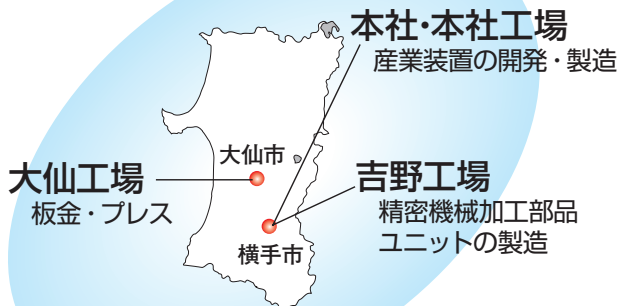 本社・本社工場
産業装置の開発・製造
大仙市
大仙工場
板金・プレス
吉野工場
精密機械加工部品
ユニットの製造
横手市